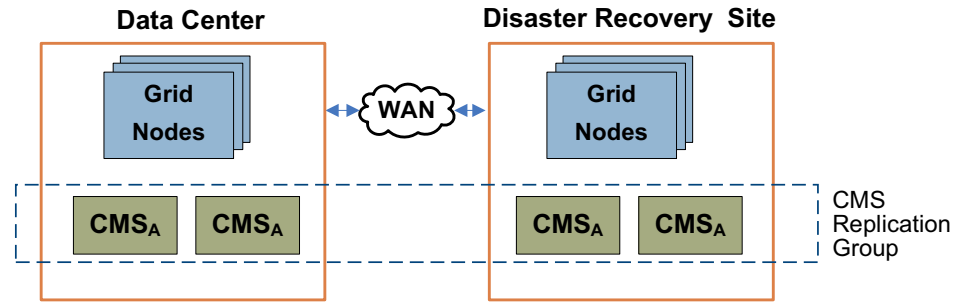 Data Center
Disaster Recovery Site
Grid
Nodes
WAN
Grid
Nodes
CMSA
CMSA
CMSA
CMSA
CMS
Replication
Group